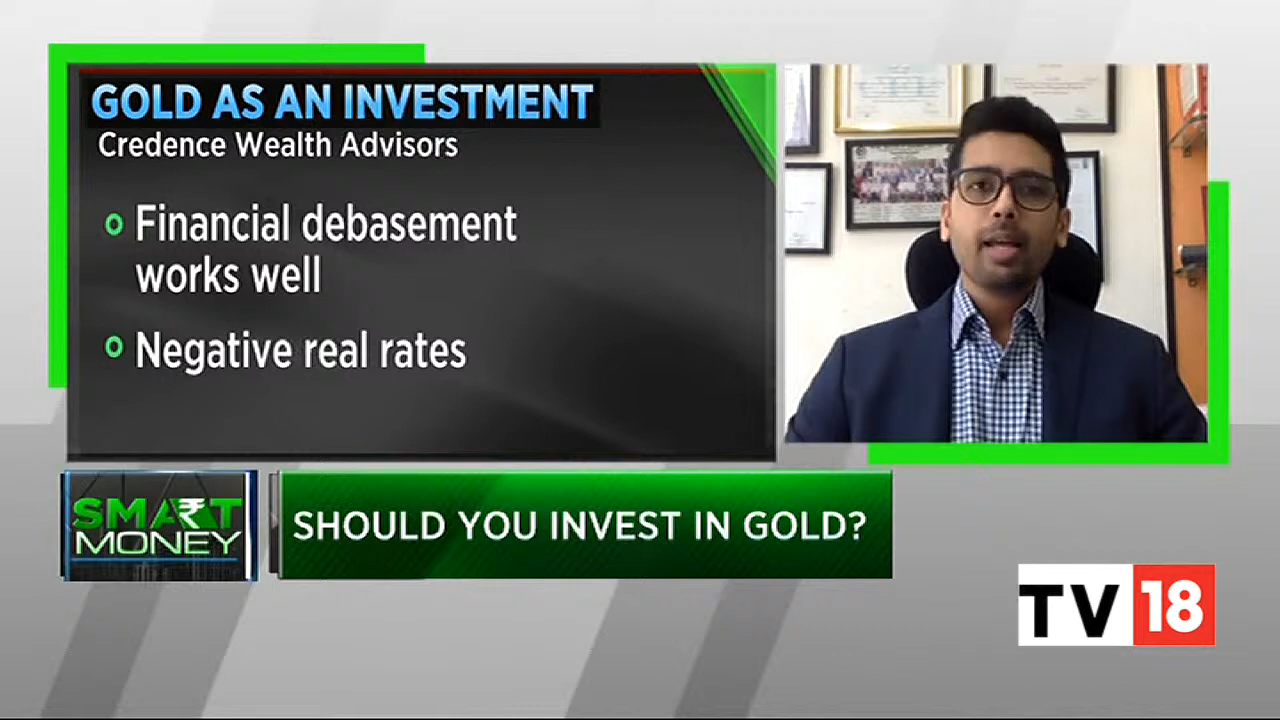 GOLD AS AN INVESTMENT
Credence Wealth Advisors
Financial debasement
works well
Negative real rates
SMA₹T
MONEY
SHOULD YOU INVEST IN GOLD?
TV18